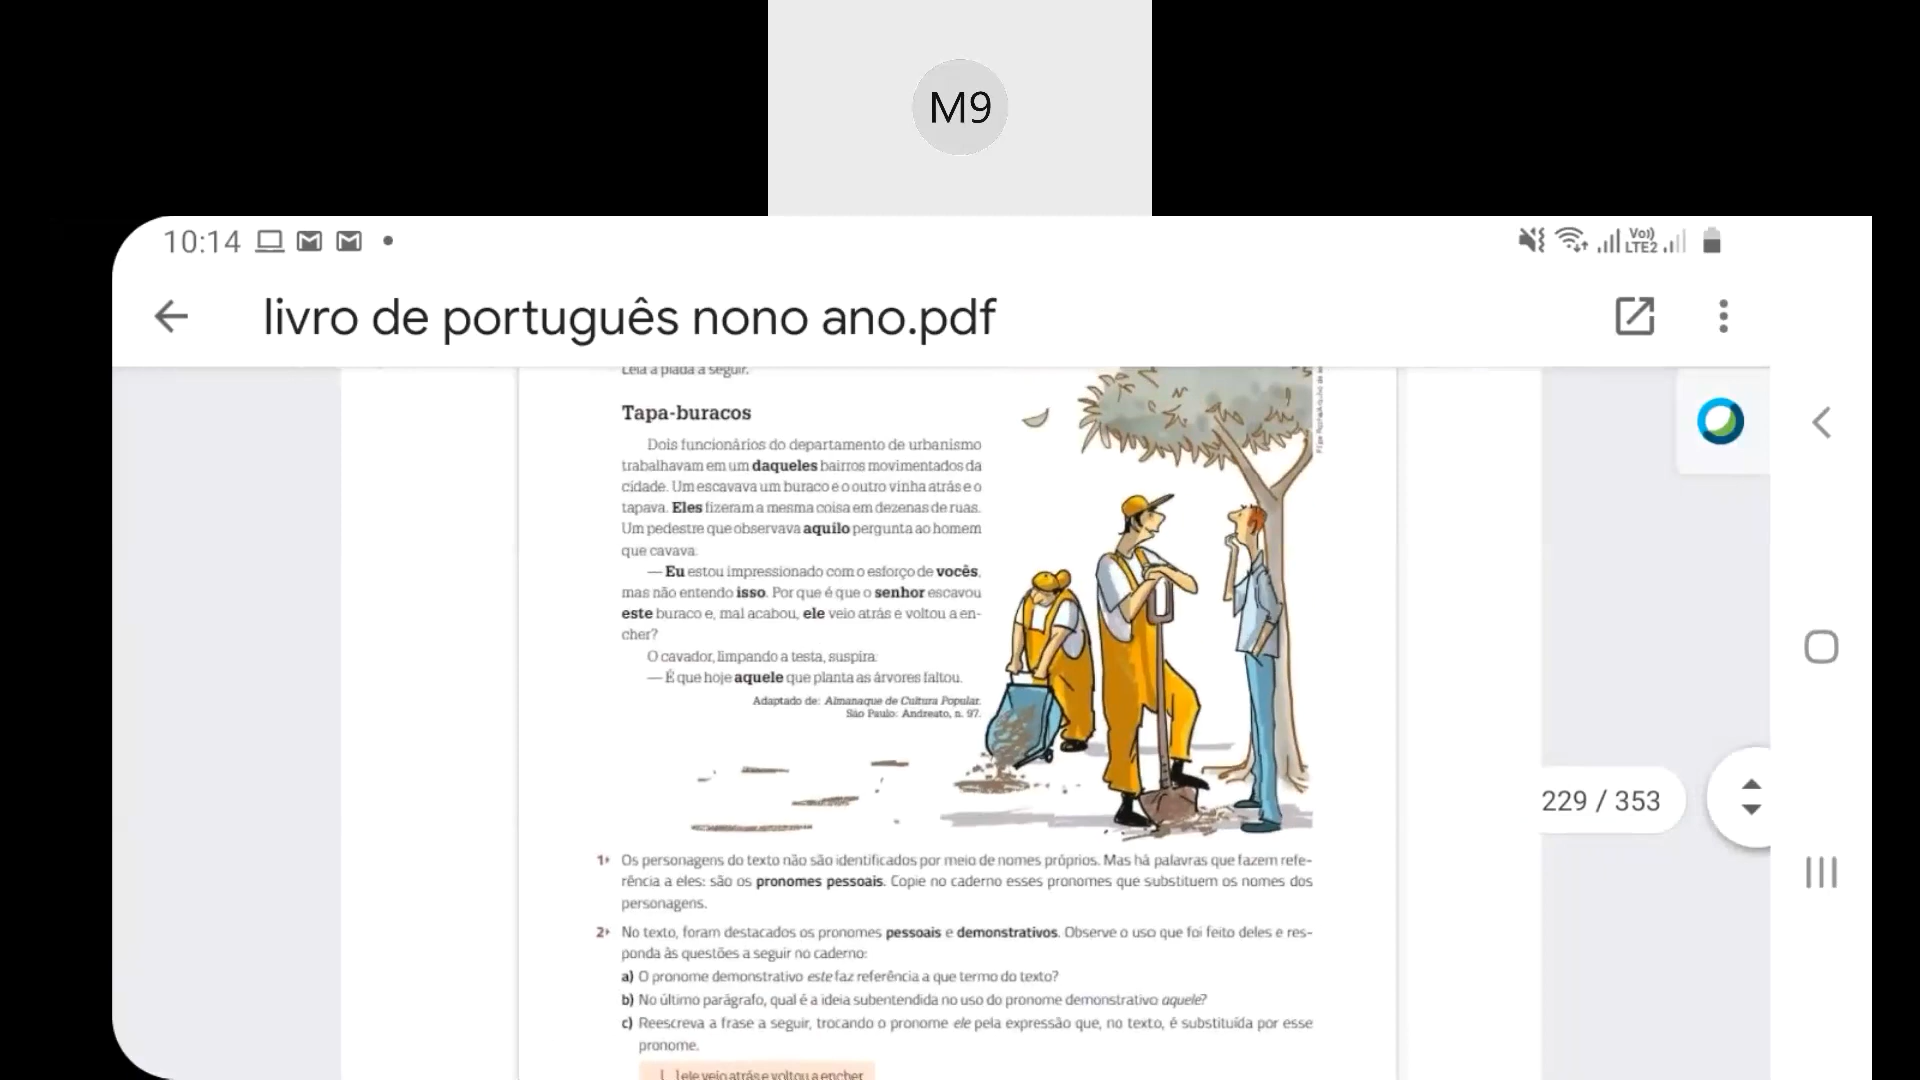 M9
10:14
Vo))
LTE2
livro de português nono ano.pdf
Leia a piada a seguir.
Tapa-buracos
Dois funcionários do departamento de urbanismo
trabalhavam em um daqueles bairros movimentados da
cidade. Um escavava um buraco e o outro vinha atrás e o
tapava. Eles fizeram a mesma coisa em dezenas de ruas.
Um pedestre que observava aquilo pergunta ao homem
que cavava:
— Eu estou impressionado com o esforço de vocês,
mas não entendo isso. Por que é que o senhor escavou
este buraco e, mal acabou, ele veio atrás e voltou a en-
cher?
O cavador, limpando a testa, suspira:
— É que hoje aquele que planta as árvores faltou.
Adaptado de: Almanaque de Cultura Popular.
São Paulo: Andreato, n. 97.
229 / 353
1 Os personagens do texto não são identificados por meio de nomes próprios. Mas há palavras que fazem refe-
rência a eles: são os pronomes pessoais. Copie no caderno esses pronomes que substituem os nomes dos
personagens.
2 No texto, foram destacados os pronomes pessoais e demonstrativos. Observe o uso que foi feito deles e res-
ponda às questões a seguir no caderno:
a) O pronome demonstrativo este faz referência a que termo do texto?
b) No último parágrafo, qual é a ideia subentendida no uso do pronome demonstrativo aquele?
c) Reescreva a frase a seguir, trocando o pronome ele pela expressão que, no texto, é substituída por esse
pronome.
[...] ele veio atrás e voltou a encher